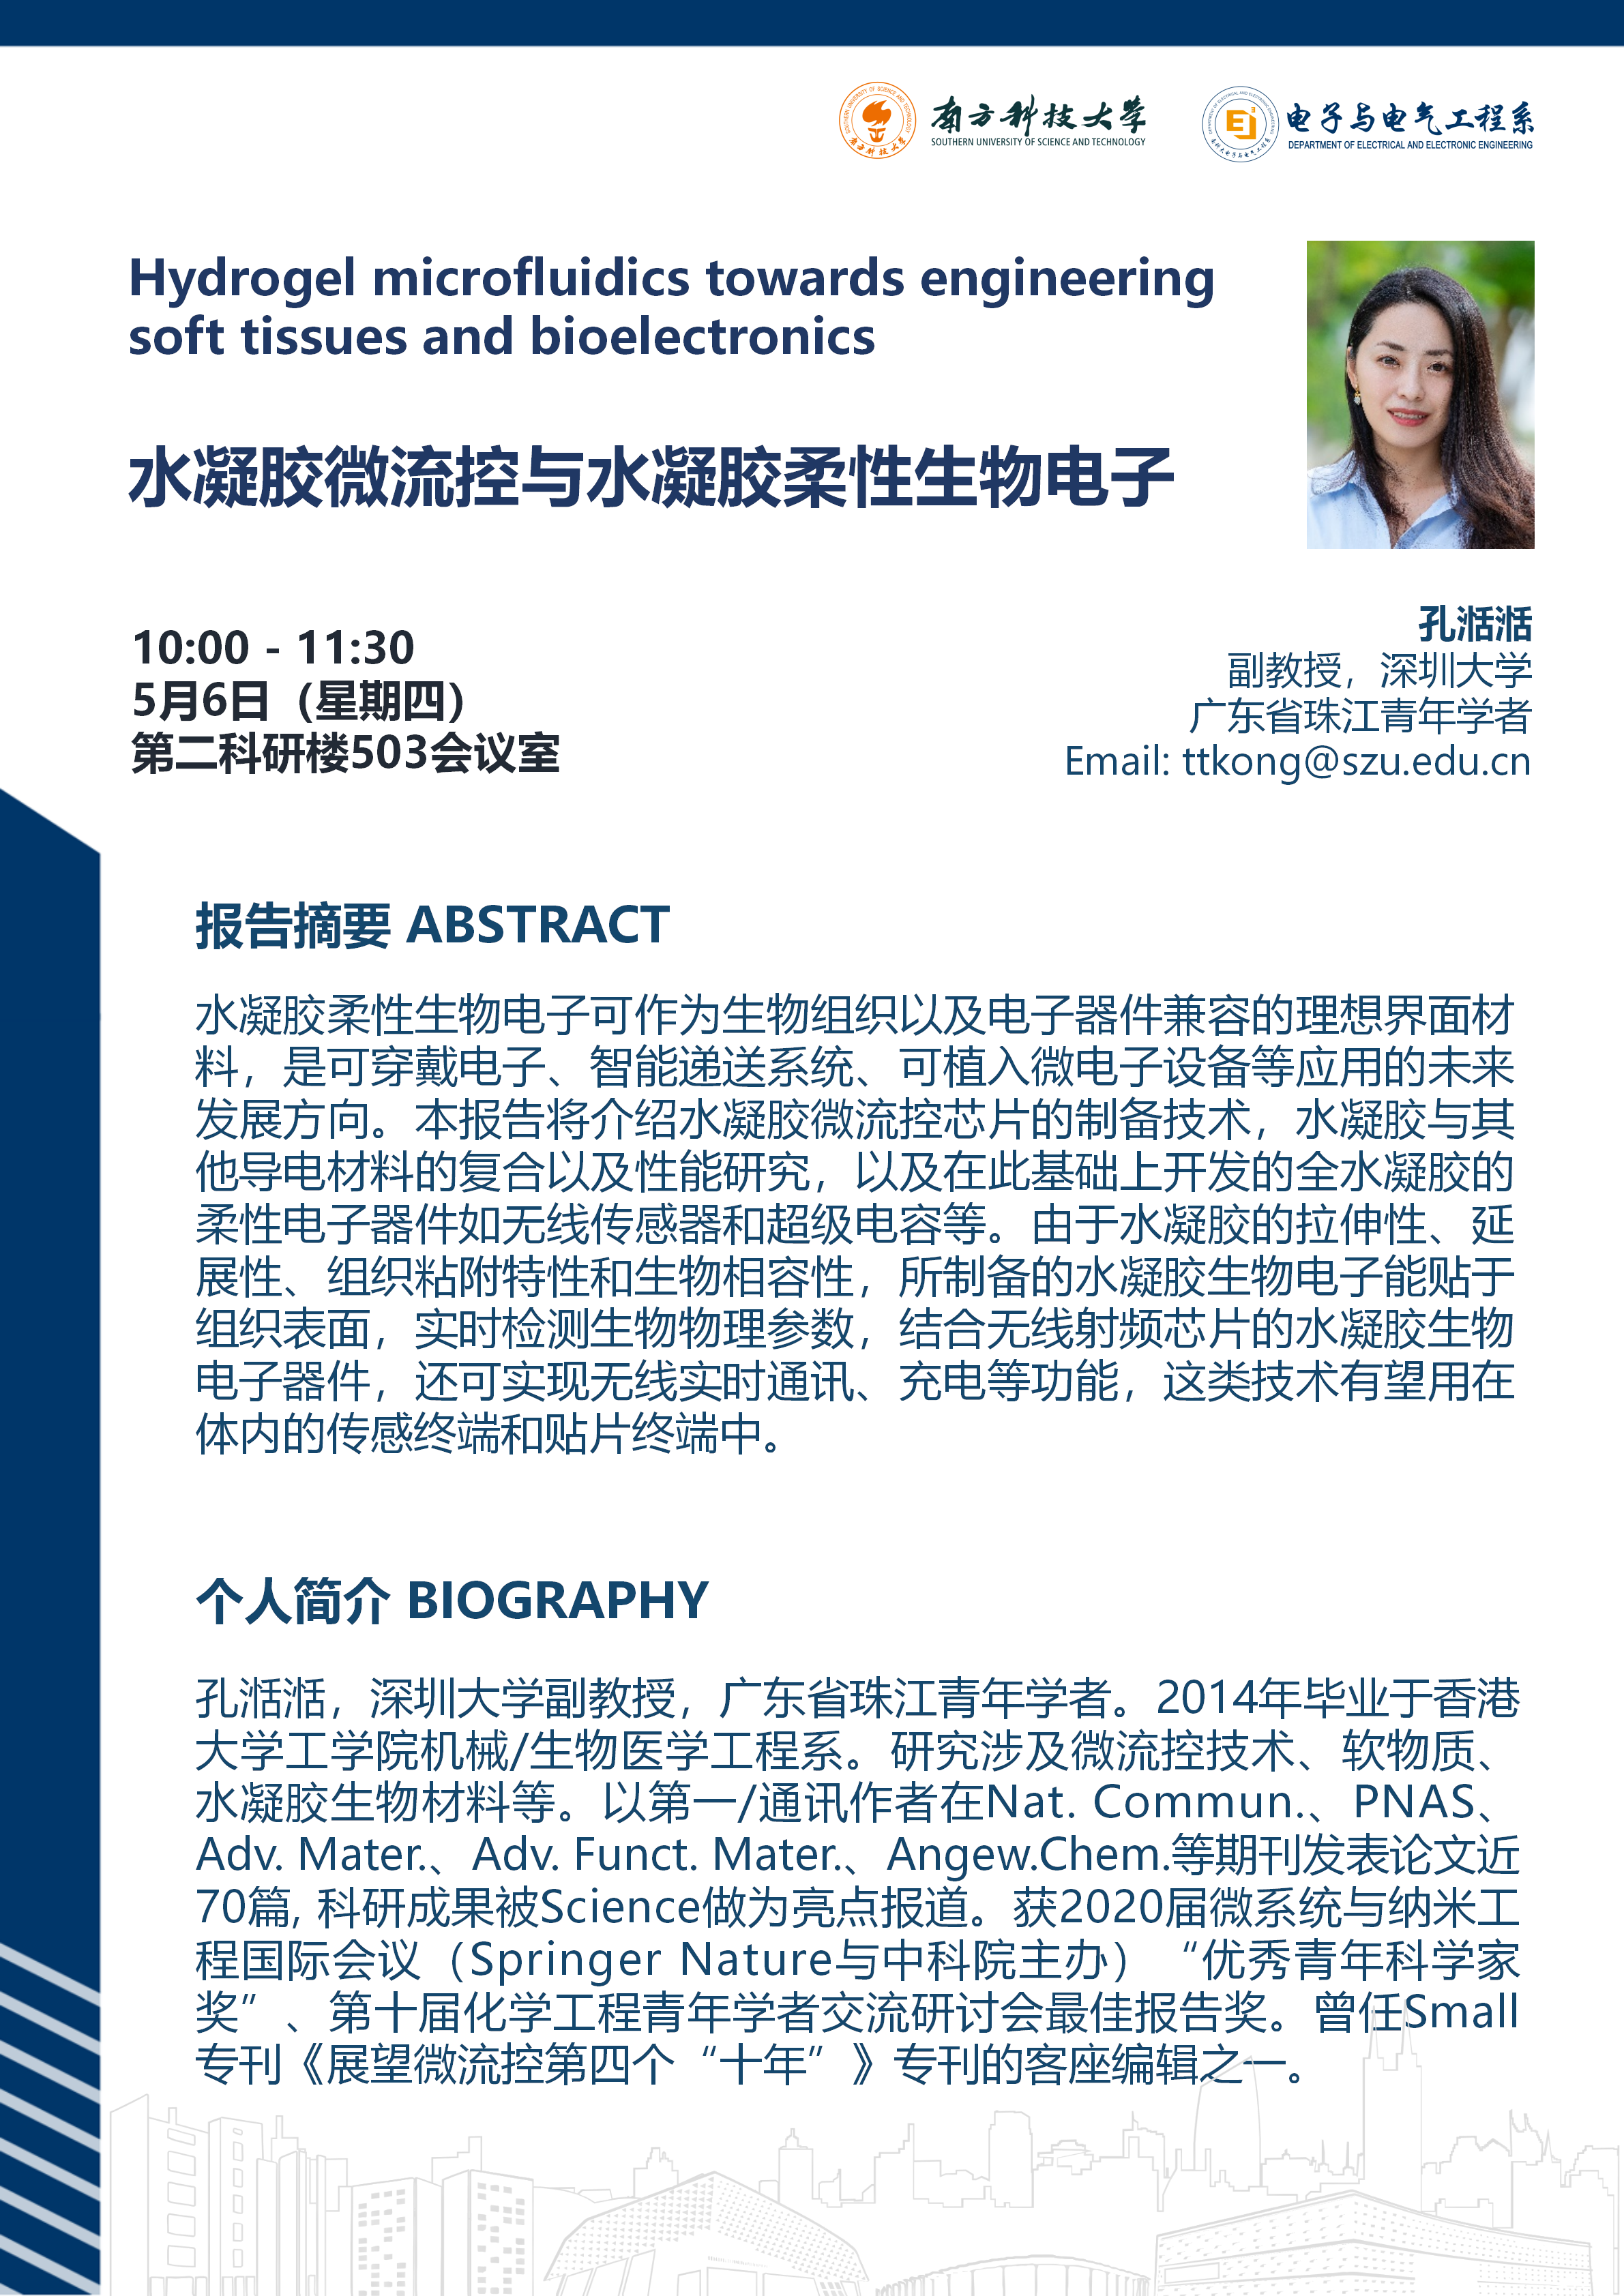 南方科技大学
SOUTHERN UNIVERSITY OF SCIENCE AND TECHNOLOGY
电子与电气工程系
DEPARTMENT OF ELECTRICAL AND ELECTRONIC ENGINEERING
Hydrogel microfluidics towards engineering
soft tissues and bioelectronics
水凝胶微流控与水凝胶柔性生物电子
10:00 - 11:30
5月6日（星期四）
第二科研楼503会议室
孔湉湉
副教授，深圳大学
广东省珠江青年学者
Email: ttkong@szu.edu.cn
报告摘要 ABSTRACT
水凝胶柔性生物电子可作为生物组织以及电子器件兼容的理想界面材
料，是可穿戴电子、智能递送系统、可植入微电子设备等应用的未来
发展方向。本报告将介绍水凝胶微流控芯片的制备技术，水凝胶与其
他导电材料的复合以及性能研究，以及在此基础上开发的全水凝胶的
柔性电子器件如无线传感器和超级电容等。由于水凝胶的拉伸性、延
展性、组织粘附特性和生物相容性，所制备的水凝胶生物电子能贴于
组织表面，实时检测生物物理参数，结合无线射频芯片的水凝胶生物
电子器件，还可实现无线实时通讯、充电等功能，这类技术有望用在
体内的传感终端和贴片终端中。
个人简介 BIOGRAPHY
孔湉湉，深圳大学副教授，广东省珠江青年学者。2014年毕业于香港
大学工学院机械/生物医学工程系。研究涉及微流控技术、软物质、
水凝胶生物材料等。以第一/通讯作者在Nat. Commun.、PNAS、
Adv. Mater.、Adv. Funct. Mater.、Angew.Chem.等期刊发表论文近
70篇, 科研成果被Science做为亮点报道。获2020届微系统与纳米工
程国际会议（Springer Nature与中科院主办）“优秀青年科学家
奖”、第十届化学工程青年学者交流研讨会最佳报告奖。曾任Small
专刊《展望微流控第四个“十年”》专刊的客座编辑之一。